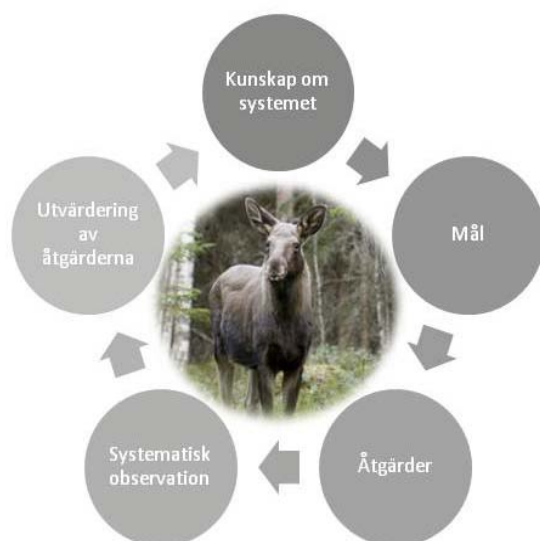 Kunskap om
systemet
Mål
Åtgärder
Systematisk
observation
Utvärdering
av
åtgärderna